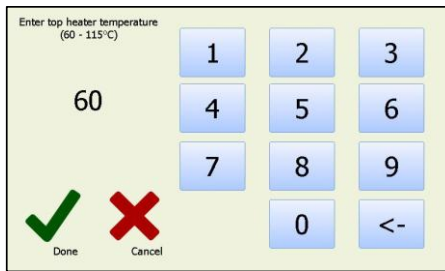 Enter top heater temperature
(60 - 115°C)
60
1 2 3
4 5 6
7 8 9
0 <-
Done Cancel